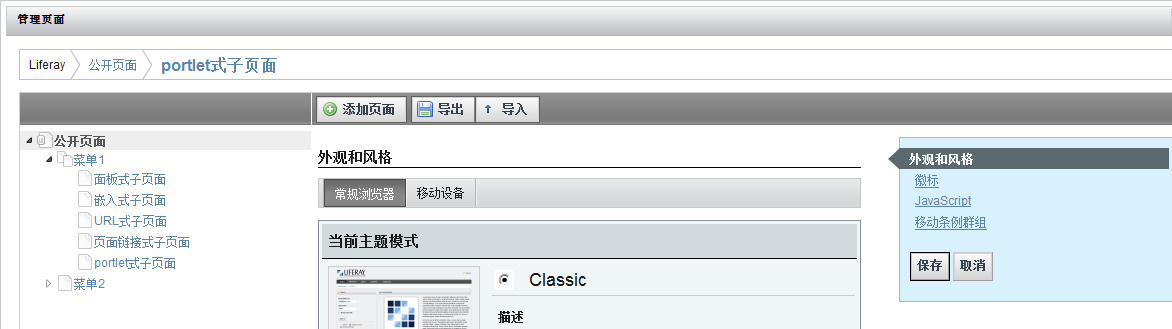 管理页面
Liferay 公开页面 portlet式子页面
添加页面 导出 导入
公开页面
菜单1
面板式子页面
嵌入式子页面
URL式子页面
页面链接式子页面
portlet式子页面
菜单2
外观和风格
常规浏览器 移动设备
当前主题模式
LIFERAY
Classic
描述
外观和风格
徽标
JavaScript
移动条例群组
保存 取消